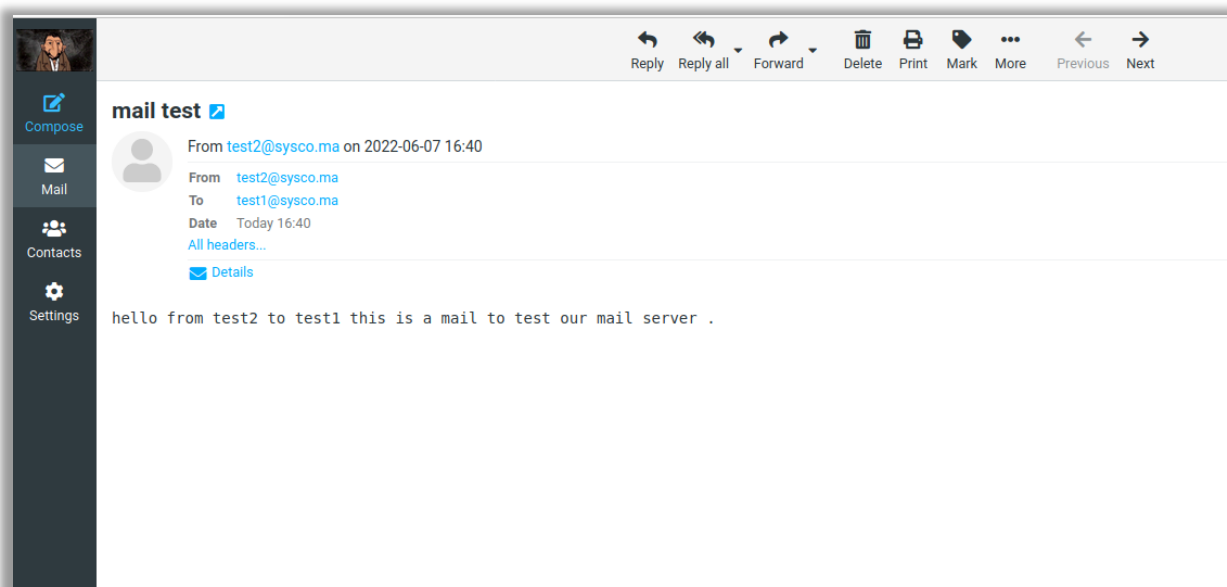 Reply Reply all Forward Delete Print Mark More Previous Next
Compose
Mail
Contacts
Settings
mail test
From test2@sysco.ma on 2022-06-07 16:40
From test2@sysco.ma
To test1@sysco.ma
Date Today 16:40
All headers...
Details
hello from test2 to test1 this is a mail to test our mail server .